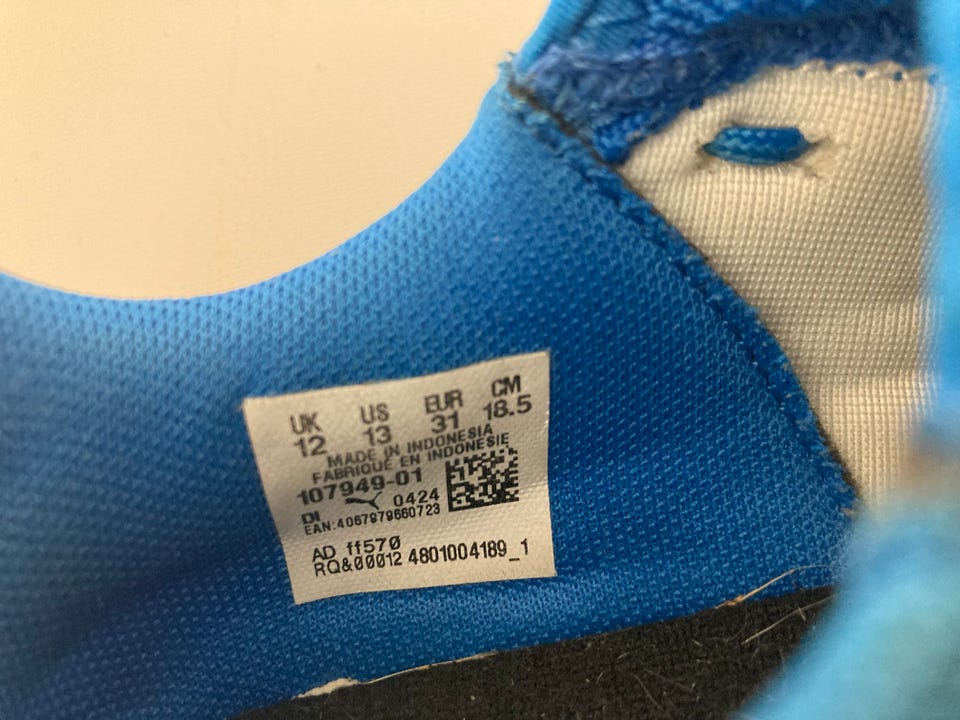 UK US EUR CM
12 13 31 18.5
MADE IN INDONESIA
FABRIQUÉ EN INDONESIE
107949-01
DI 0424
EAN:4067979660723
AD ff570
RQ&00012 4801004189_1